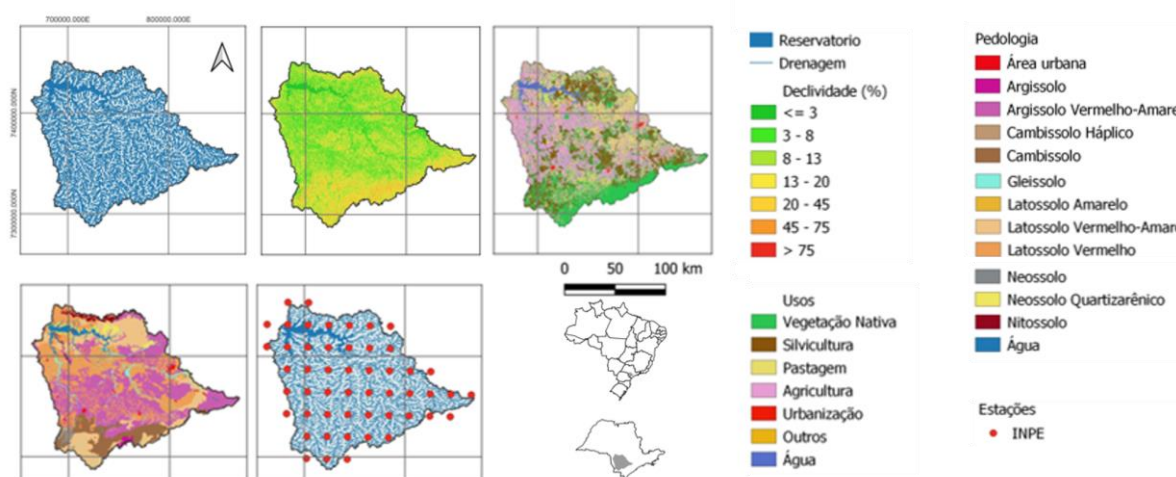 700000.000E 800000.000E
7400000.000N
7300000.000N
Reservatorio
Drenagem
Declividade (%)
<= 3
3 - 8
8 - 13
13 - 20
20 - 45
45 - 75
> 75
0 50 100 km
Usos
Vegetação Nativa
Silvicultura
Pastagem
Agricultura
Urbanização
Outros
Água
Pedologia
Área urbana
Argissolo
Argissolo Vermelho-Amare
Cambissolo Háplico
Cambissolo
Gleissolo
Latossolo Amarelo
Latossolo Vermelho-Amare
Latossolo Vermelho
Neossolo
Neossolo Quartizarênico
Nitossolo
Água
Estações
INPE